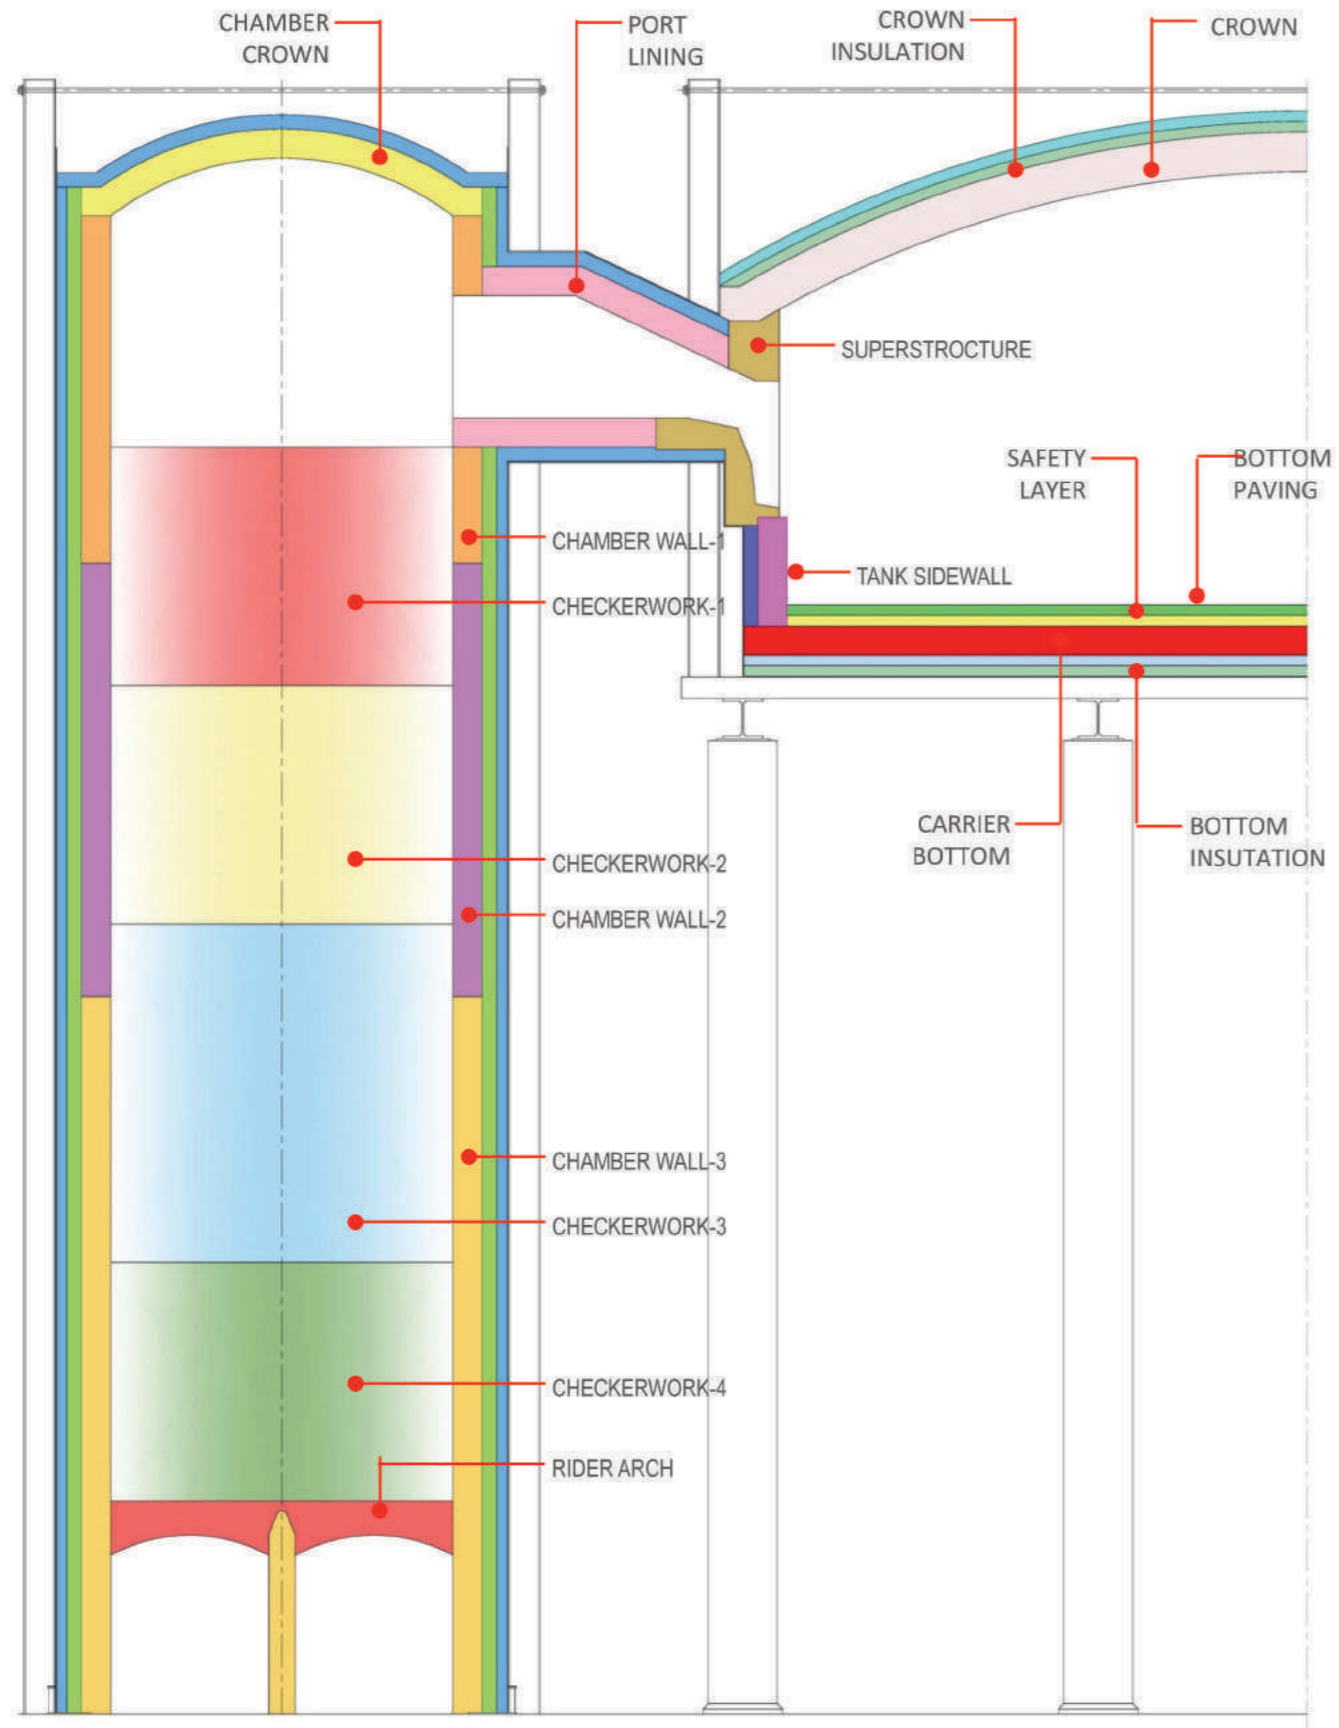 CHAMBER
CROWN
PORT
LINING
CROWN
INSULATION
CROWN
SUPERSTROCTURE
SAFETY
LAYER
BOTTOM
PAVING
CHAMBER WALL-1
TANK SIDEWALL
CHECKERWORK-1
CARRIER
BOTTOM
BOTTOM
INSUTATION
CHECKERWORK-2
CHAMBER WALL-2
CHAMBER WALL-3
CHECKERWORK-3
CHECKERWORK-4
RIDER ARCH